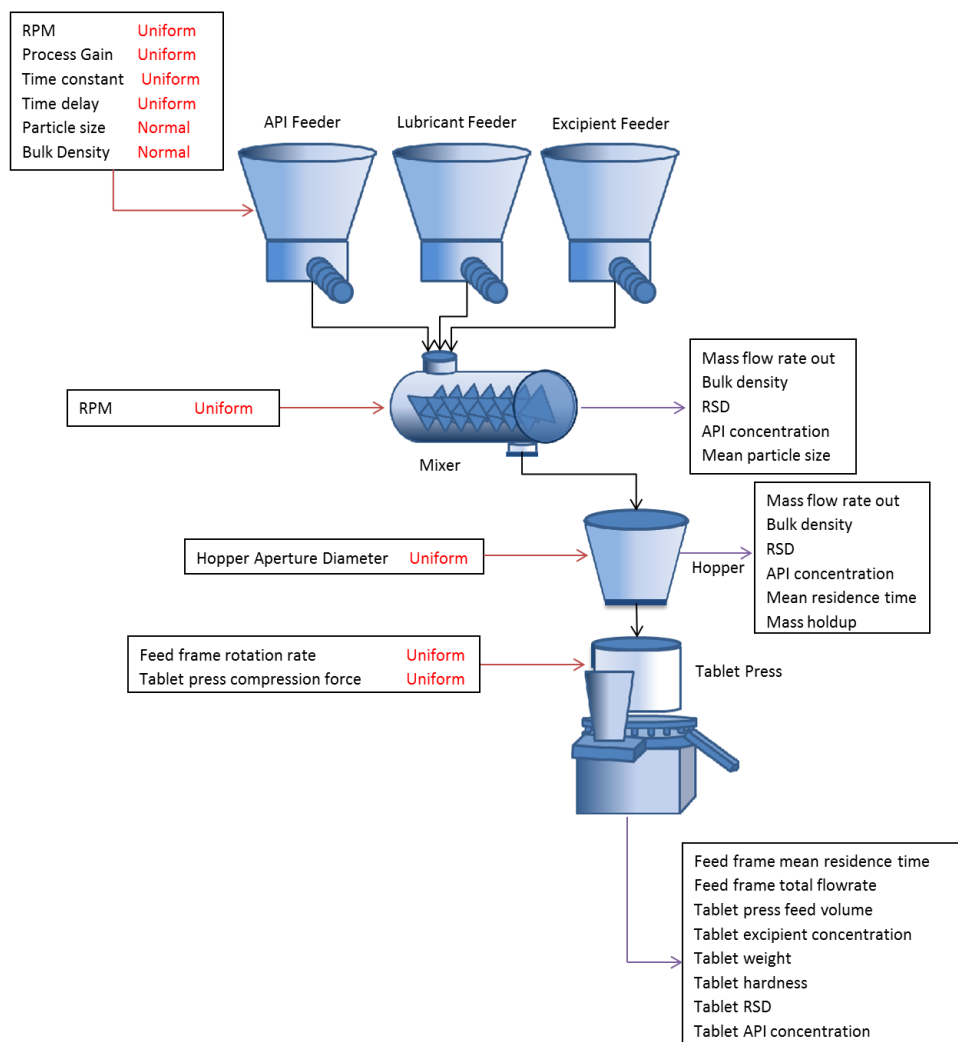 RPM Uniform
Process Gain Uniform
Time constant Uniform
Time delay Uniform
Particle size Normal
Bulk Density Normal
API Feeder
Lubricant Feeder
Excipient Feeder
RPM Uniform
Mixer
Mass flow rate out
Bulk density
RSD
API concentration
Mean particle size
Hopper Aperture Diameter Uniform
Hopper
Mass flow rate out
Bulk density
RSD
API concentration
Mean residence time
Mass holdup
Feed frame rotation rate Uniform
Tablet press compression force Uniform
Tablet Press
Feed frame mean residence time
Feed frame total flowrate
Tablet press feed volume
Tablet excipient concentration
Tablet weight
Tablet hardness
Tablet RSD
Tablet API concentration